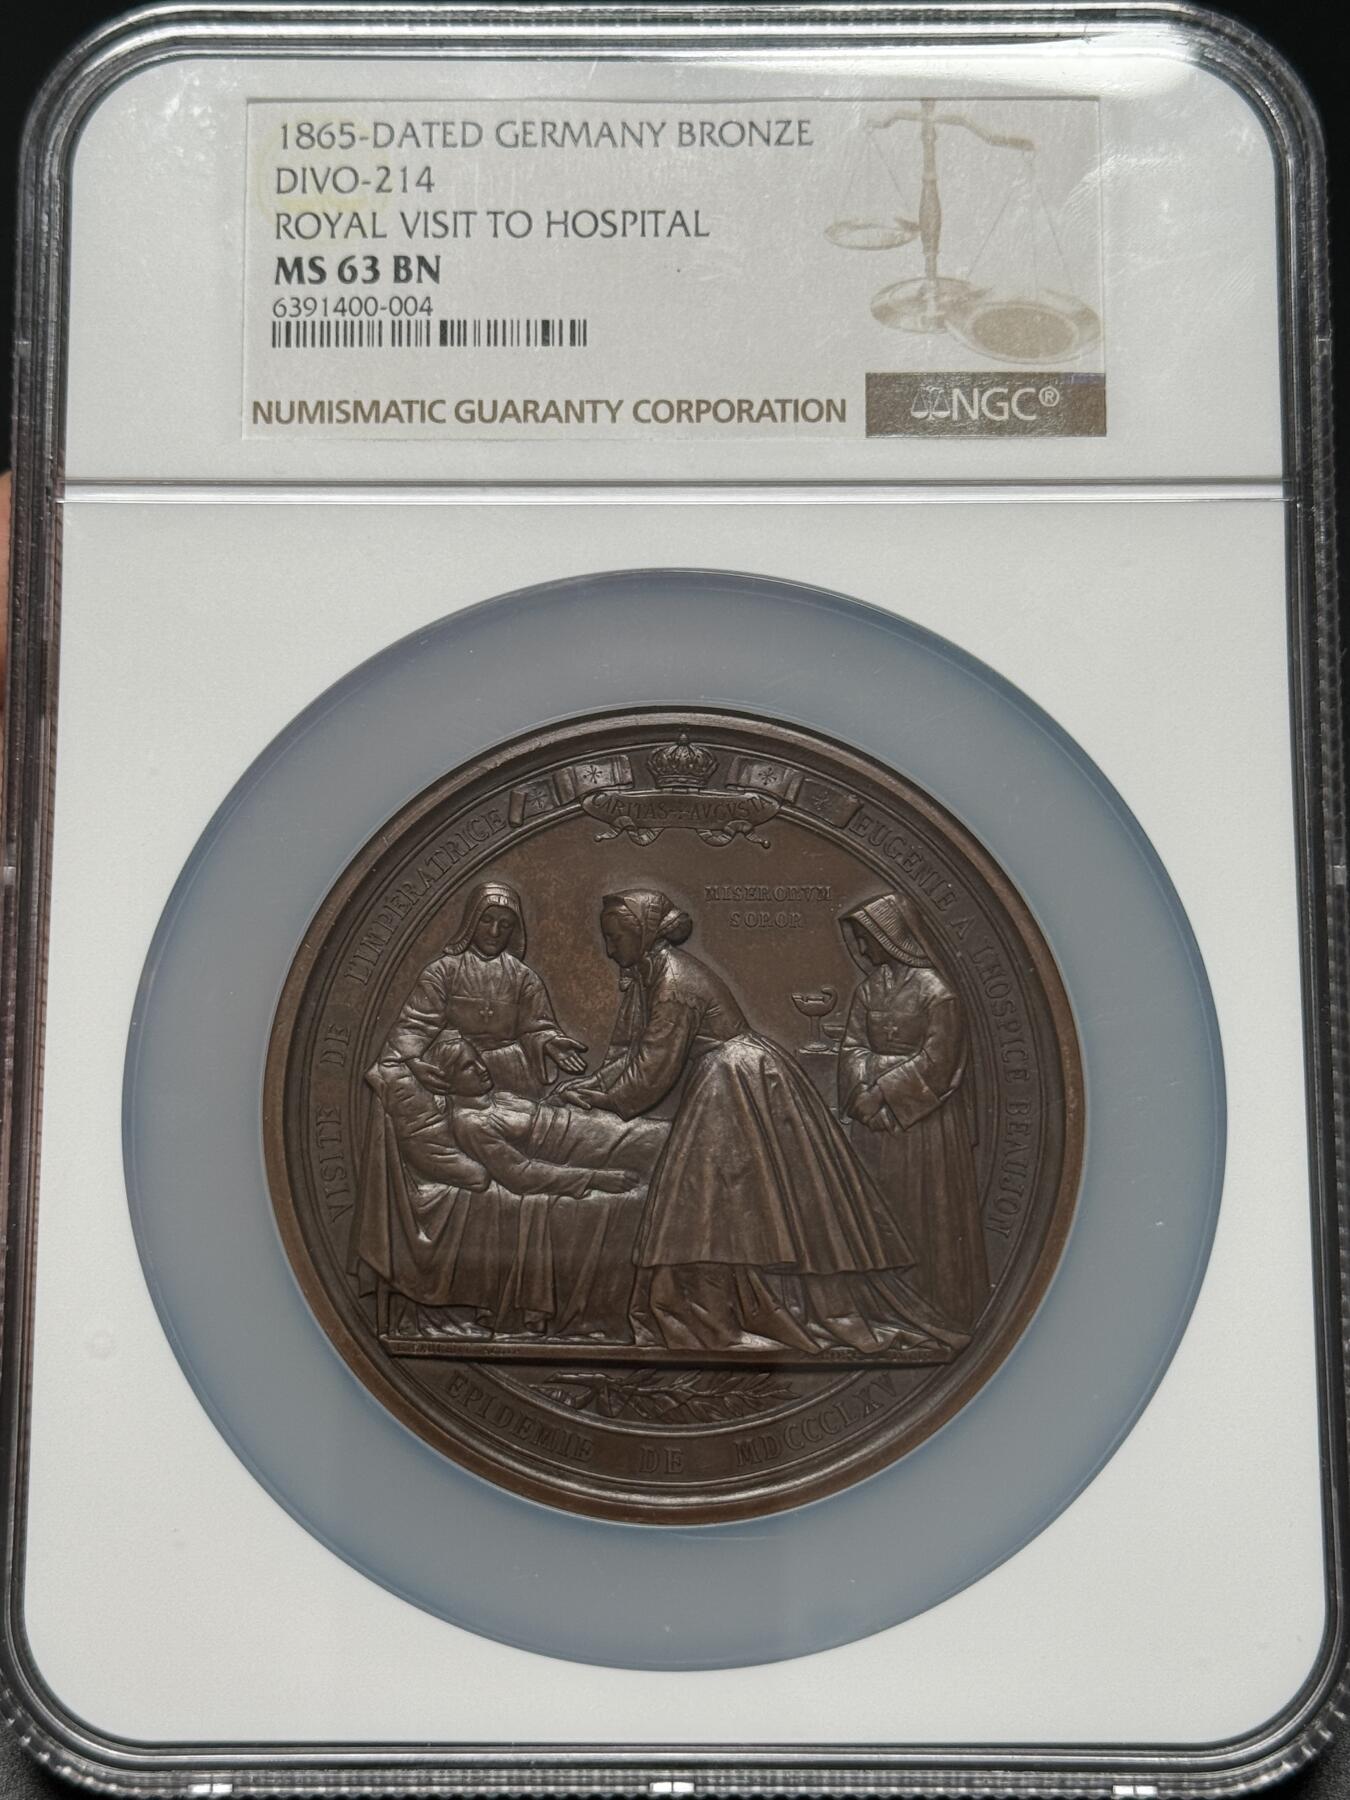 1865-DATED GERMANY BRONZE
DIVO-214
ROYAL VISIT TO HOSPITAL
MS 63 BN
6391400-004
NUMISMATIC GUARANTY CORPORATION
NGC®
CARITAS AVGVSTA
VISITE DE L'IMPERATRICE EUGENIE A L'HOSPICE BEAUJON
MISERORVM
SOROR
EPIDEMIE DE MDCCCLXV